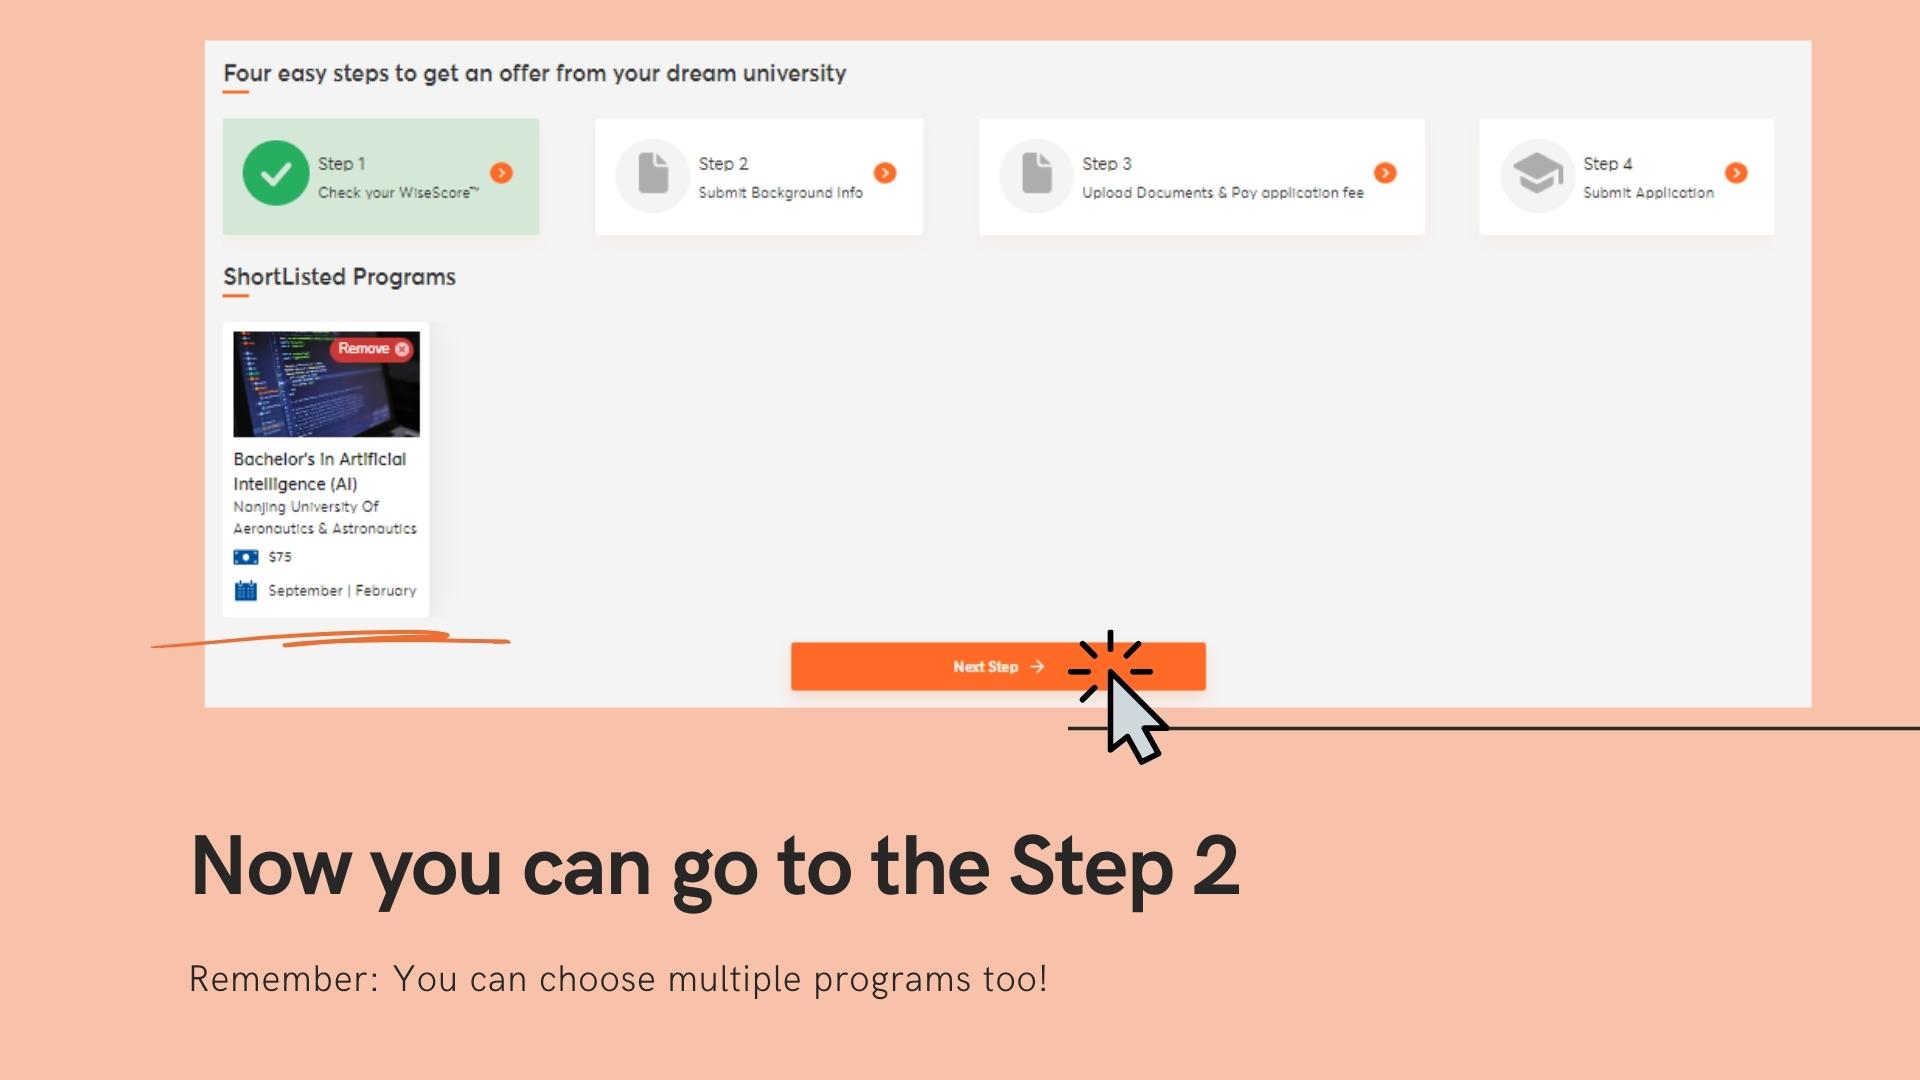 Four easy steps to get an offer from your dream university
Step 1
Check your WiseScore™
Step 2
Submit Background Info
Step 3
Upload Documents & Pay application fee
Step 4
Submit Application
ShortListed Programs
Remove
Bachelor's in Artificial
Intelligence (AI)
Nanjing University Of
Aeronautics & Astronautics
$75
September | February
Next Step
Now you can go to the Step 2
Remember: You can choose multiple programs too!